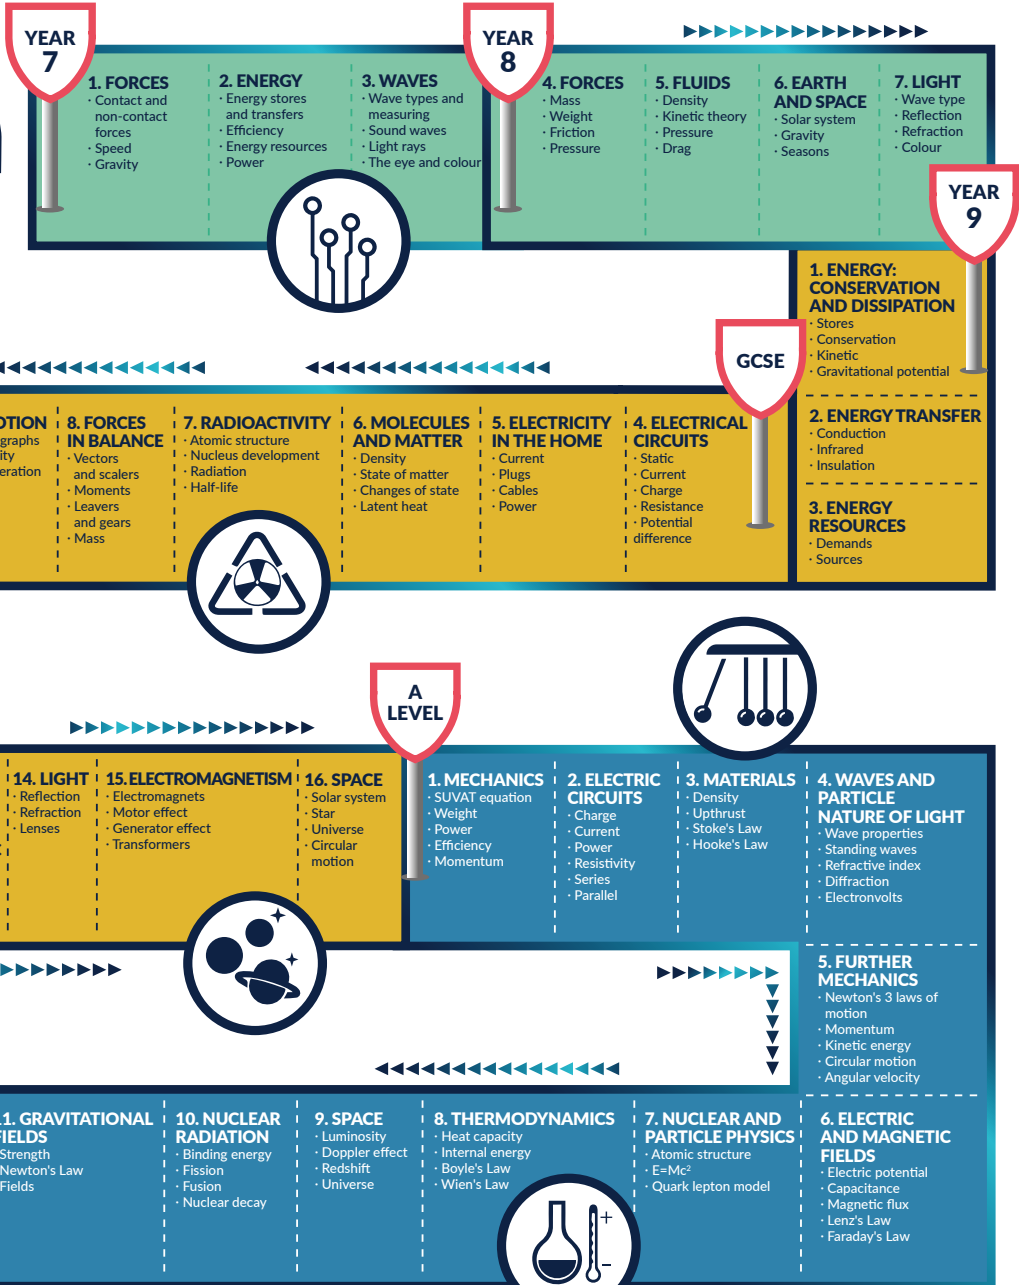 YEAR
7
1. FORCES
· Contact and
non-contact
forces
· Speed
· Gravity
2. ENERGY
· Energy stores
and transfers
· Efficiency
· Energy resources
· Power
3. WAVES
· Wave types and
measuring
· Sound waves
· Light rays
· The eye and colour
YEAR
8
4. FORCES
· Mass
· Weight
· Friction
· Pressure
5. FLUIDS
· Density
· Kinetic theory
· Pressure
· Drag
6. EARTH
AND SPACE
· Solar system
· Gravity
· Seasons
7. LIGHT
· Wave type
· Reflection
· Refraction
· Colour
YEAR
9
1. ENERGY:
CONSERVATION
AND DISSIPATION
· Stores
· Conservation
· Kinetic
· Gravitational potential
2. ENERGY TRANSFER
· Conduction
· Infrared
· Insulation
3. ENERGY
RESOURCES
· Demands
· Sources
GCSE
4. ELECTRICAL
CIRCUITS
· Static
· Current
· Charge
· Resistance
· Potential
difference
5. ELECTRICITY
IN THE HOME
· Current
· Plugs
· Cables
· Power
6. MOLECULES
AND MATTER
· Density
· State of matter
· Changes of state
· Latent heat
7. RADIOACTIVITY
· Atomic structure
· Nucleus development
· Radiation
· Half-life
8. FORCES
IN BALANCE
· Vectors
and scalers
· Moments
· Leavers
and gears
· Mass
OTION
graphs
ity
eration
14. LIGHT
· Reflection
· Refraction
· Lenses
15. ELECTROMAGNETISM
· Electromagnets
· Motor effect
· Generator effect
· Transformers
16. SPACE
· Solar system
· Star
· Universe
· Circular
motion
A
LEVEL
1. MECHANICS
· SUVAT equation
· Weight
· Power
· Efficiency
· Momentum
2. ELECTRIC
CIRCUITS
· Charge
· Current
· Power
· Resistivity
· Series
· Parallel
3. MATERIALS
· Density
· Upthrust
· Stoke's Law
· Hooke's Law
4. WAVES AND
PARTICLE
NATURE OF LIGHT
· Wave properties
· Standing waves
· Refractive index
· Diffraction
· Electronvolts
5. FURTHER
MECHANICS
· Newton's 3 laws of
motion
· Momentum
· Kinetic energy
· Circular motion
· Angular velocity
6. ELECTRIC
AND MAGNETIC
FIELDS
· Electric potential
· Capacitance
· Magnetic flux
· Lenz's Law
· Faraday's Law
7. NUCLEAR AND
PARTICLE PHYSICS
· Atomic structure
· E=Mc²
· Quark lepton model
8. THERMODYNAMICS
· Heat capacity
· Internal energy
· Boyle's Law
· Wien's Law
9. SPACE
· Luminosity
· Doppler effect
· Redshift
· Universe
10. NUCLEAR
RADIATION
· Binding energy
· Fission
· Fusion
· Nuclear decay
11. GRAVITATIONAL
FIELDS
Strength
Newton's Law
Fields